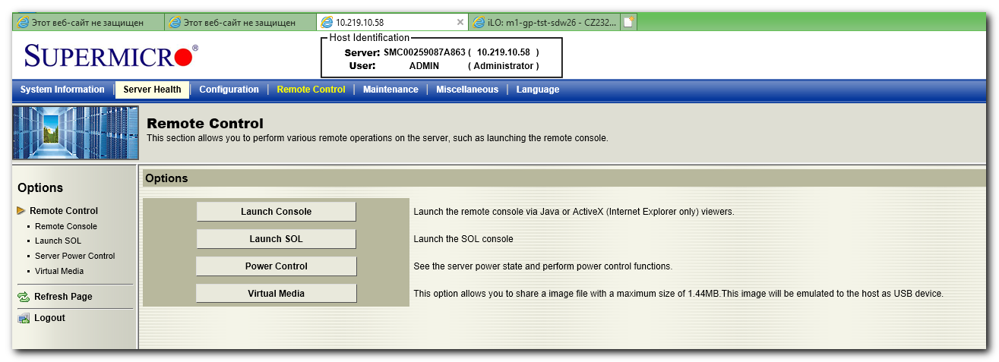 Этот веб-сайт не защищен
Этот веб-сайт не защищен
10.219.10.58
iLO: m1-gp-tst-sdw26 - CZ232...
SUPERMICR®
Host Identification
Server: SMC00259087A863 ( 10.219.10.58 )
User: ADMIN ( Administrator )
System Information
Server Health
Configuration
Remote Control
Maintenance
Miscellaneous
Language
Remote Control
This section allows you to perform various remote operations on the server, such as launching the remote console.
Options
Remote Control
Remote Console
Launch SOL
Server Power Control
Virtual Media
Refresh Page
Logout
Options
Launch Console
Launch the remote console via Java or ActiveX (Internet Explorer only) viewers.
Launch SOL
Launch the SOL console
Power Control
See the server power state and perform power control functions.
Virtual Media
This option allows you to share a image file with a maximum size of 1.44MB.This image will be emulated to the host as USB device.